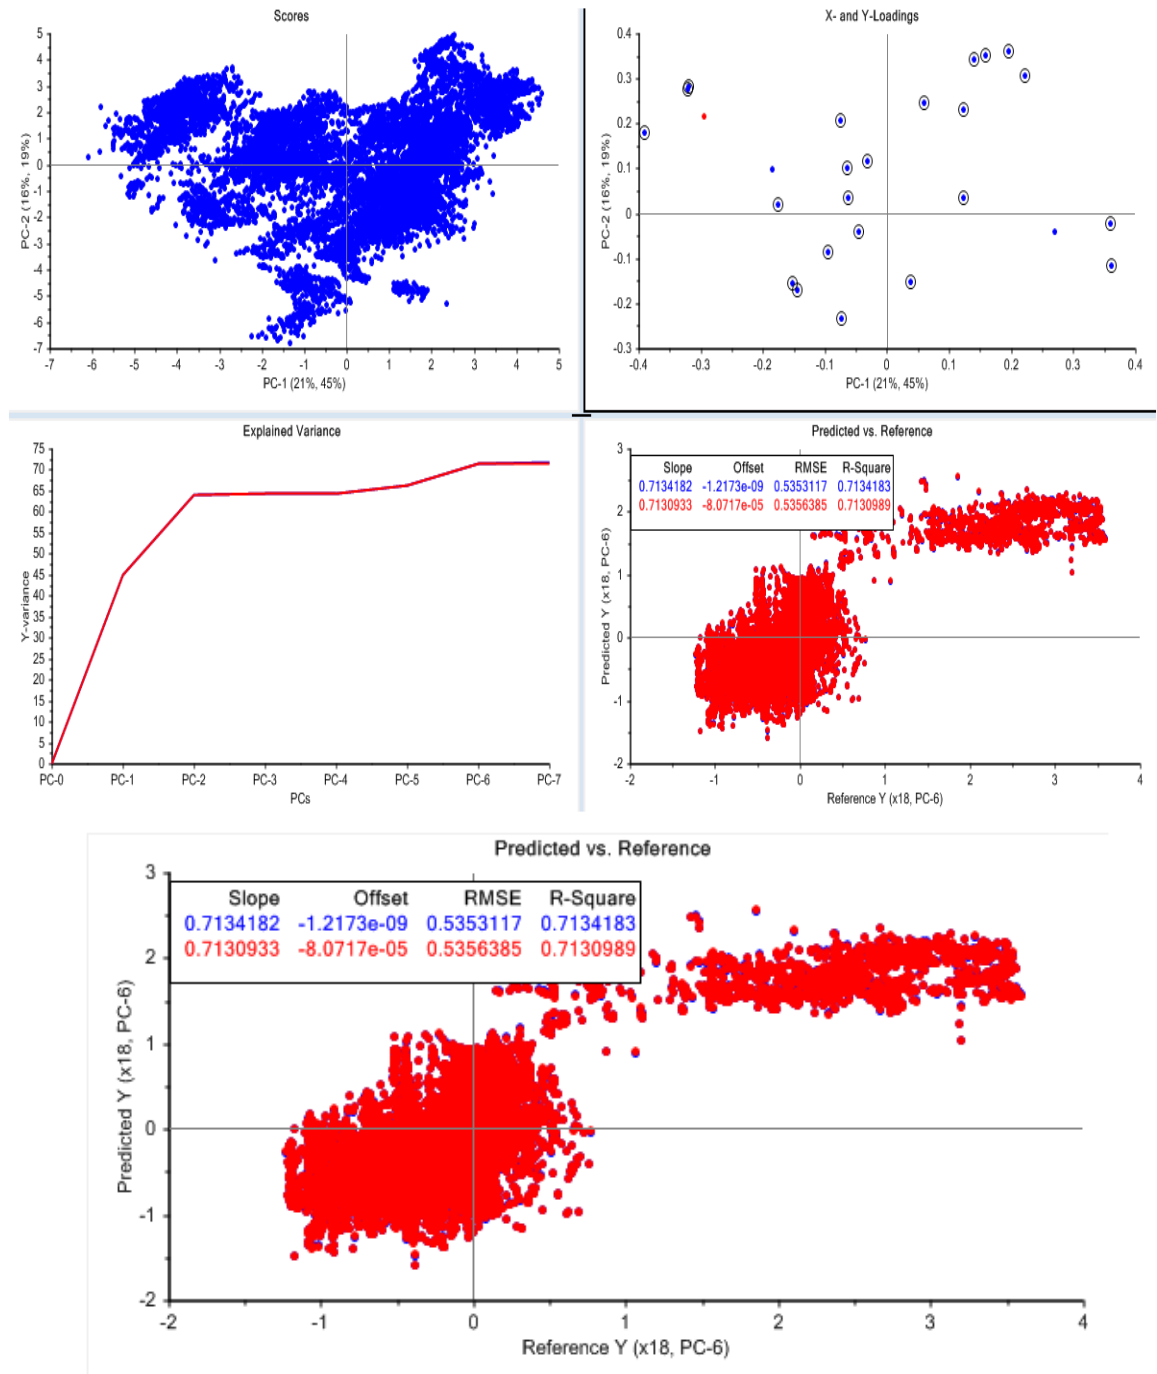 Scores
5
4
3
2
1
0
-1
-2
-3
-4
-5
-6
-7
PC-2 (16%, 19%)
-7 -6 -5 -4 -3 -2 -1 0 1 2 3 4 5
PC-1 (21%, 45%)
X- and Y-Loadings
0.4
0.3
0.2
0.1
0
-0.1
-0.2
-0.3
PC-2 (16%, 19%)
-0.4 -0.3 -0.2 -0.1 0 0.1 0.2 0.3 0.4
PC-1 (21%, 45%)
Explained Variance
75
70
65
60
55
50
45
40
35
30
25
20
15
10
5
0
Y-variance
PC-0 PC-1 PC-2 PC-3 PC-4 PC-5 PC-6 PC-7
PCs
Predicted vs. Reference
Slope Offset RMSE R-Square
0.7134182 -1.2173e-09 0.5353117 0.7134183
0.7130933 -8.0717e-05 0.5356385 0.7130989
3
2
1
0
-1
-2
Predicted Y (x18, PC-6)
-2 -1 0 1 2 3 4
Reference Y (x18, PC-6)
Predicted vs. Reference
Slope Offset RMSE R-Square
0.7134182 -1.2173e-09 0.5353117 0.7134183
0.7130933 -8.0717e-05 0.5356385 0.7130989
3
2
1
0
-1
-2
Predicted Y (x18, PC-6)
-2 -1 0 1 2 3 4
Reference Y (x18, PC-6)